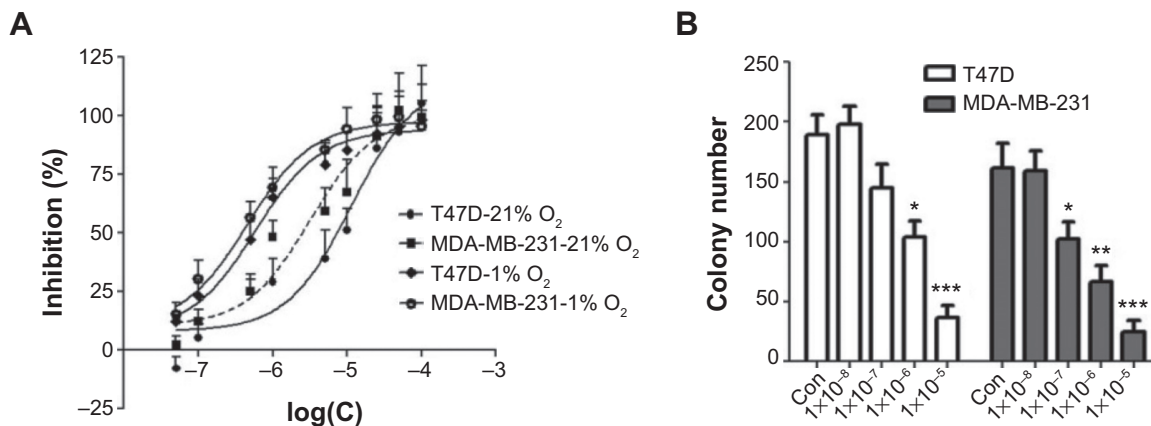 A
Inhibition (%)
125
100
75
50
25
0
–25
–7
–6
–5
–4
–3
log(C)
T47D-21% O₂
MDA-MB-231-21% O₂
T47D-1% O₂
MDA-MB-231-1% O₂
B
Colony number
250
200
150
100
50
0
T47D
MDA-MB-231
*
***
*
**
***
Con
1×10⁻⁸
1×10⁻⁷
1×10⁻⁶
1×10⁻⁵
Con
1×10⁻⁸
1×10⁻⁷
1×10⁻⁶
1×10⁻⁵